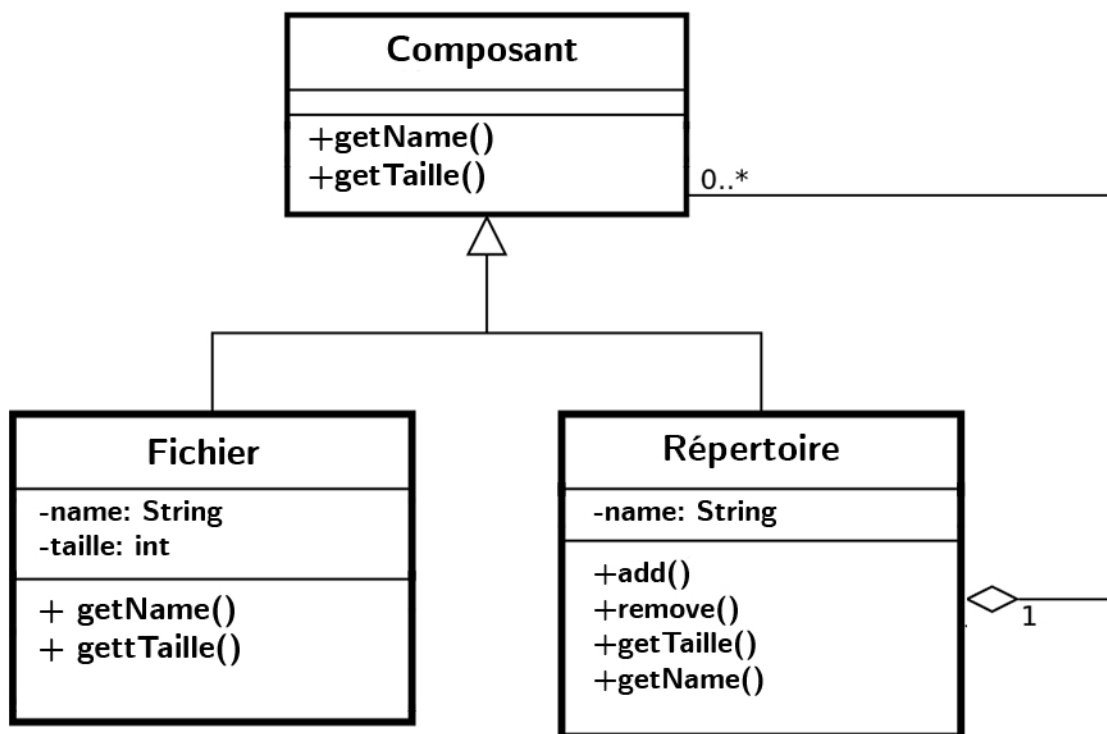 Composant
+getName()
+getTaille()
0..*
Fichier
-name: String
-taille: int
+ getName()
+ gettTaille()
Répertoire
-name: String
+add()
+remove()
+getTaille()
+getName()
1